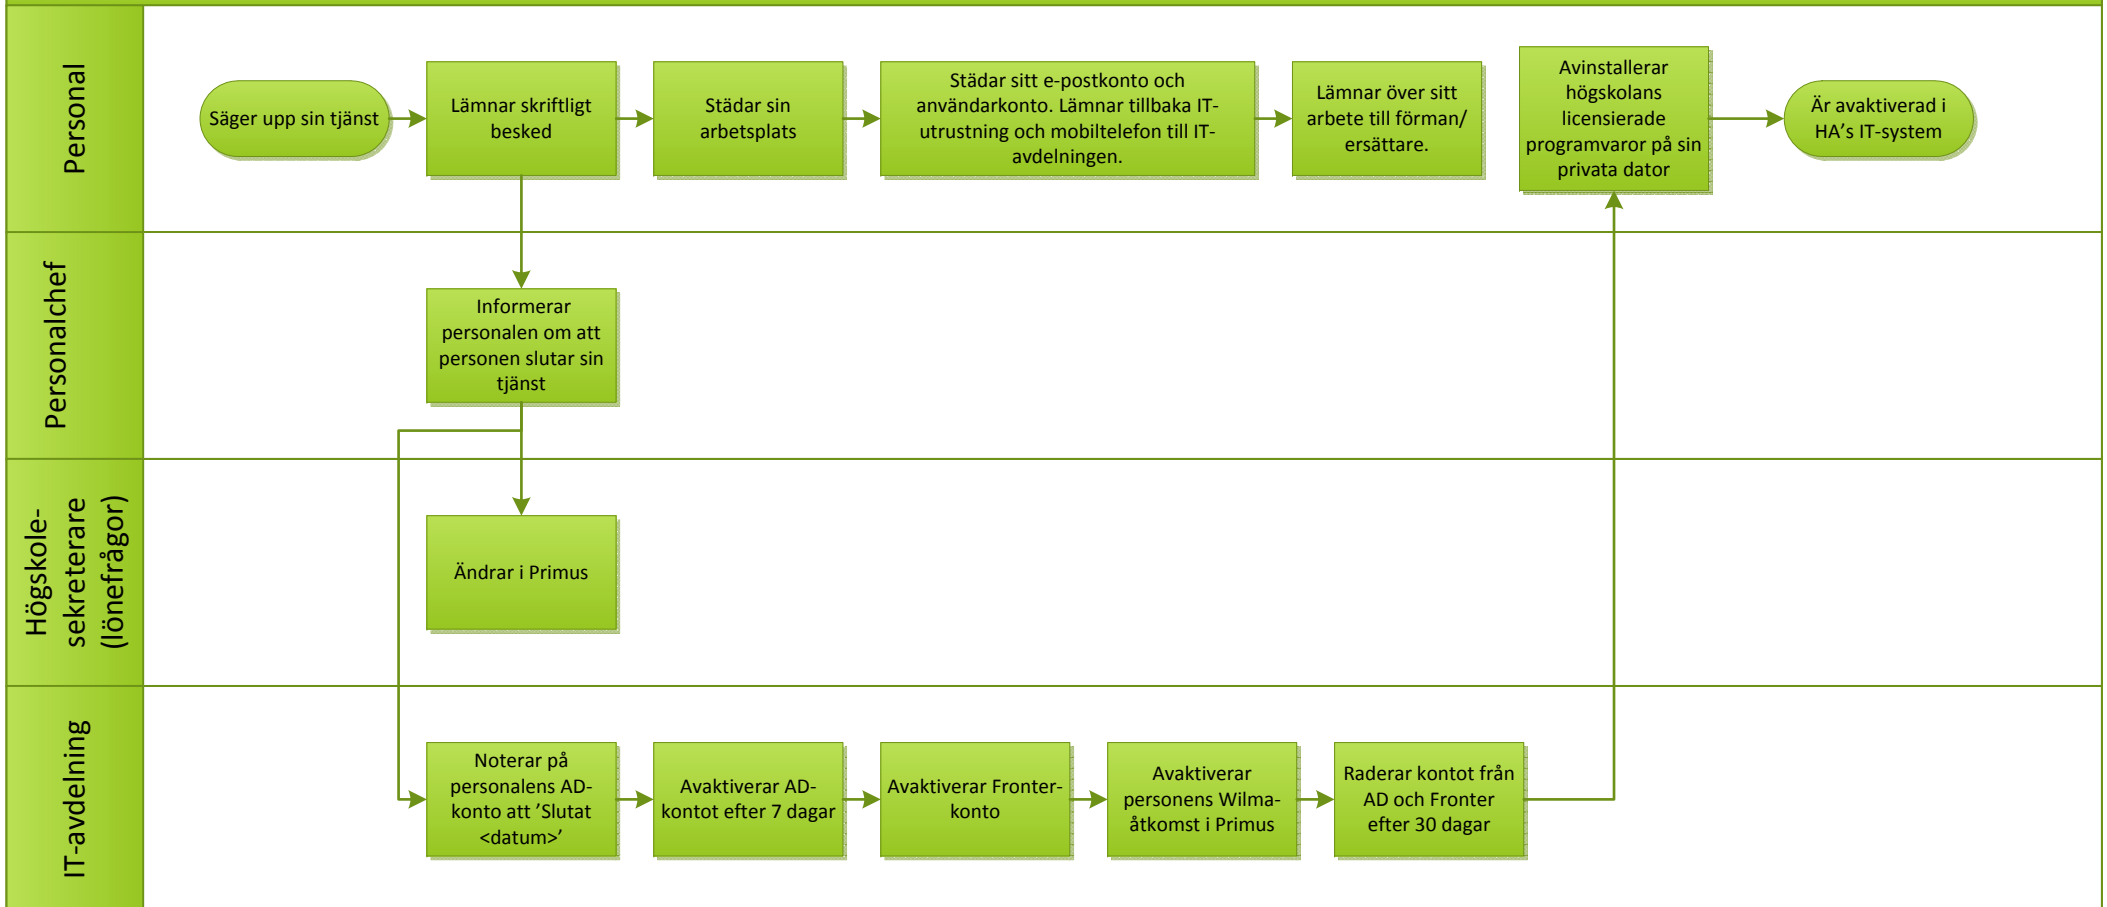 Personal
Säger upp sin tjänst
Lämnar skriftligt
besked
Städar sin
arbetsplats
Städar sitt e-postkonto och
användarkonto. Lämnar tillbaka IT-
utrustning och mobiltelefon till IT-
avdelningen.
Lämnar över sitt
arbete till förman/
ersättare.
Avinstallerar
högskolans
licensierade
programvaror på sin
privata dator
Är avaktiverad i
HA's IT-system
Personalchef
Informerar
personalen om att
personen slutar sin
tjänst
Högskole-
sekreterare
(lönefrågor)
Ändrar i Primus
IT-avdelning
Noterar på
personalens AD-
konto att ’Slutat
<datum>’
Avaktiverar AD-
kontot efter 7 dagar
Avaktiverar Fronter-
konto
Avaktiverar
personens Wilma-
åtkomst i Primus
Raderar kontot från
AD och Fronter
efter 30 dagar